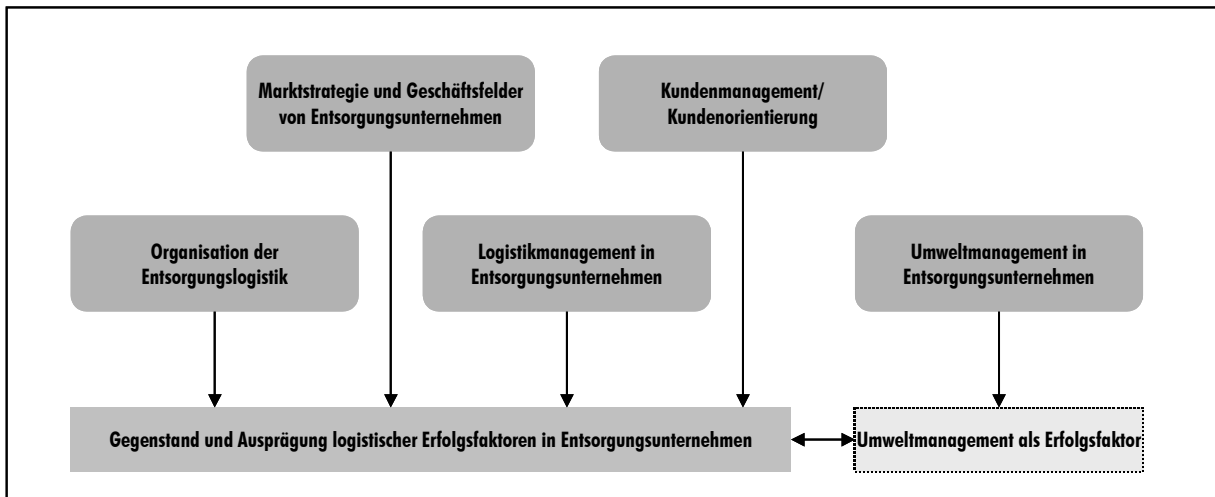 Marktstrategie und Geschäftsfelder
von Entsorgungsunternehmen
Kundenmanagement/
Kundenorientierung
Organisation der
Entsorgungslogistik
Logistikmanagement in
Entsorgungsunternehmen
Umweltmanagement in
Entsorgungsunternehmen
Gegenstand und Ausprägung logistischer Erfolgsfaktoren in Entsorgungsunternehmen
Umweltmanagement als Erfolgsfaktor